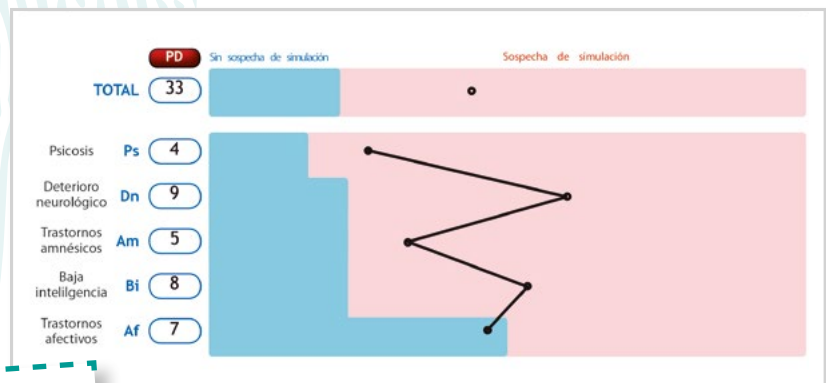 PD Sin sospecha de simulación Sospecha de simulación
TOTAL 33
Psicosis Ps 4
Deterioro
neurológico Dn 9
Trastornos
amnésicos Am 5
Baja
intelilgencia Bi 8
Trastornos
afectivos Af 7